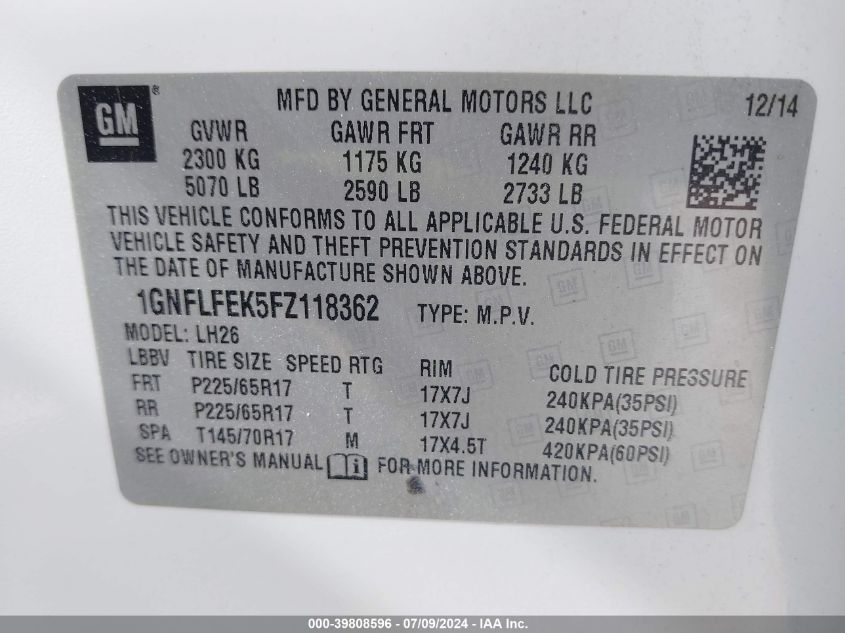 GM ® MFD BY GENERAL MOTORS LLC 12/14
GVWR GAWR FRT GAWR RR
2300 KG 1175 KG 1240 KG
5070 LB 2590 LB 2733 LB
THIS VEHICLE CONFORMS TO ALL APPLICABLE U.S. FEDERAL MOTOR
VEHICLE SAFETY AND THEFT PREVENTION STANDARDS IN EFFECT ON
THE DATE OF MANUFACTURE SHOWN ABOVE.
1GNFLFEK5FZ118362 TYPE: M.P.V.
MODEL: LH26
LBBV TIRE SIZE SPEED RTG RIM COLD TIRE PRESSURE
FRT P225/65R17 T 17X7J 240KPA(35PSI)
RR P225/65R17 T 17X7J 240KPA(35PSI)
SPA T145/70R17 M 17X4.5T 420KPA(60PSI)
SEE OWNER'S MANUAL FOR MORE INFORMATION.
000-39808596 - 07/09/2024 - IAAI.com